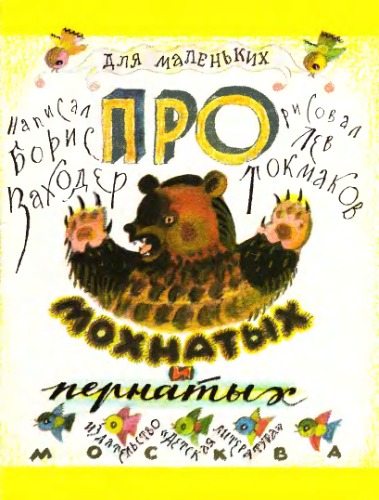 для маленьких
Написал
Борис
Заходер
ПРО
рисовал
Лев
Токмаков
мохнатых
и
пернатых
издательство «детская литература»
МОСКВА